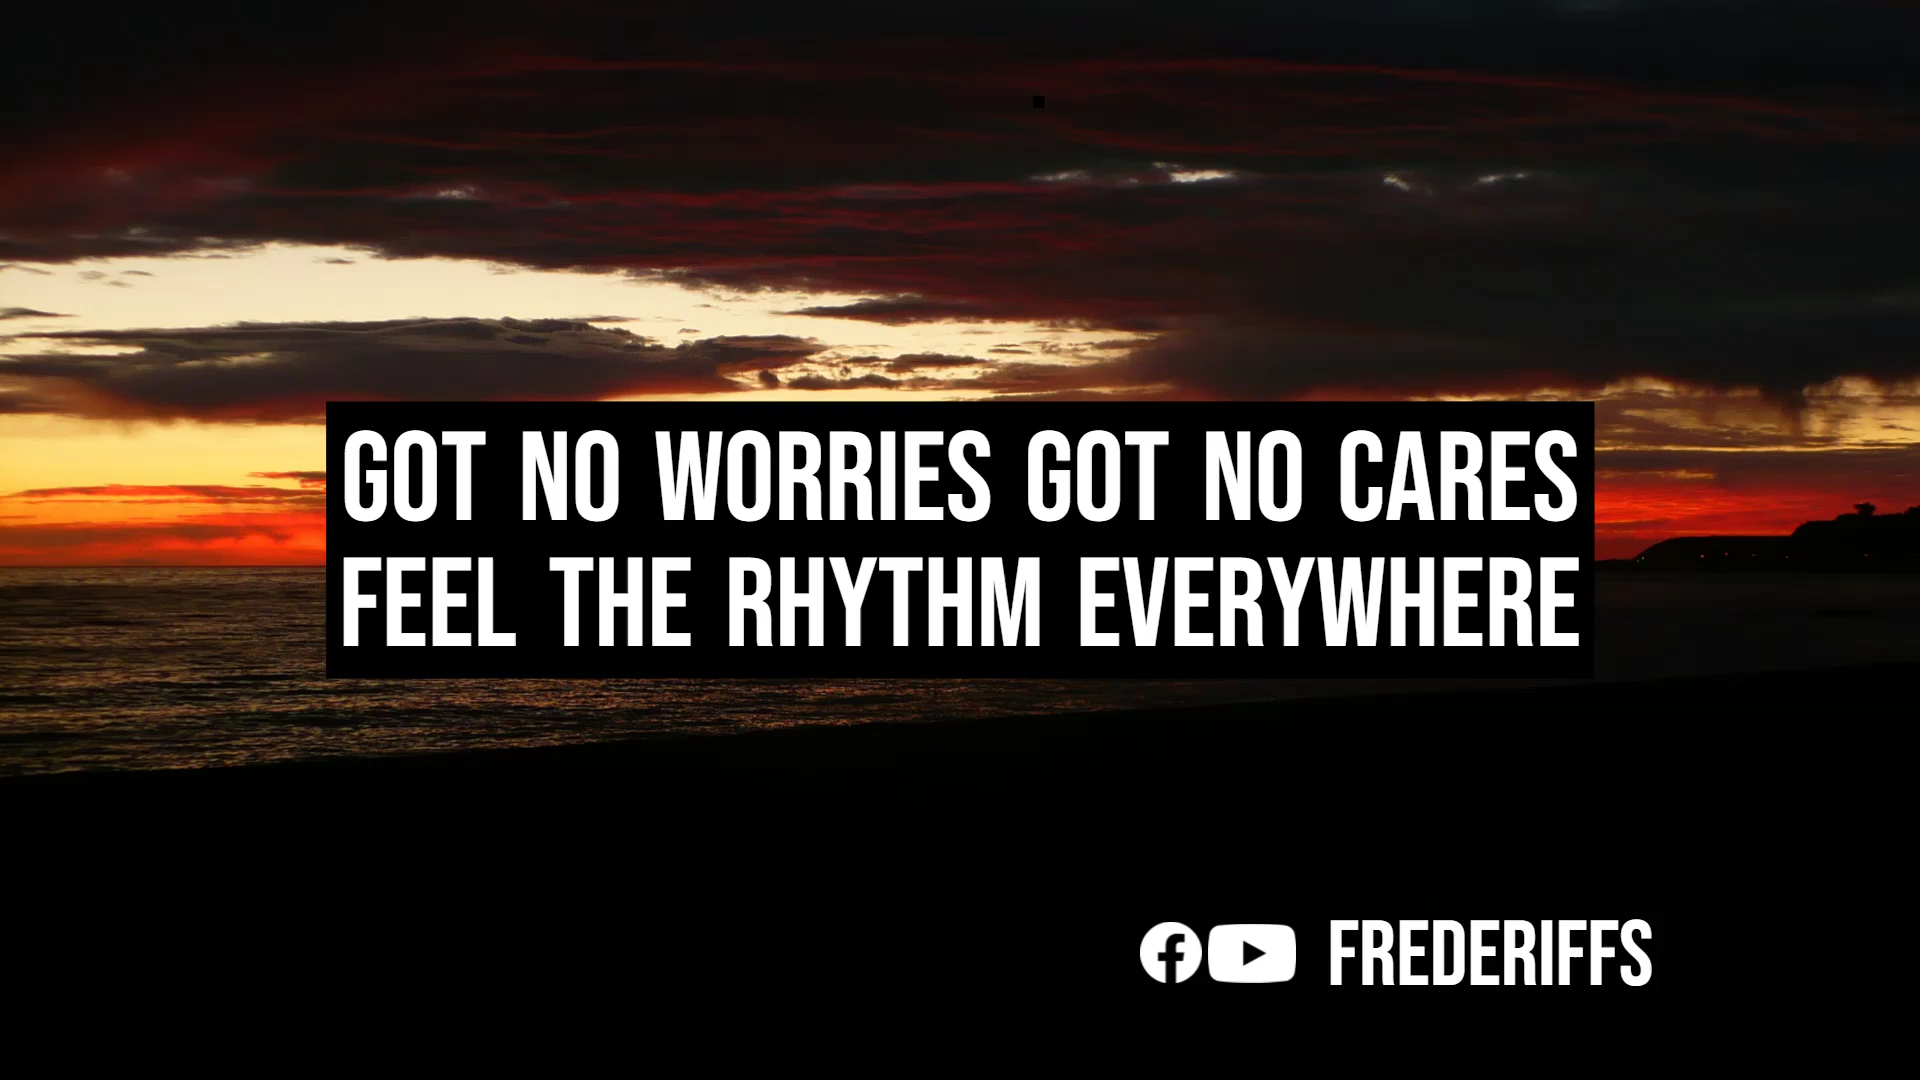 GOT NO WORRIES GOT NO CARES
FEEL THE RHYTHM EVERYWHERE
FREDERIFFS